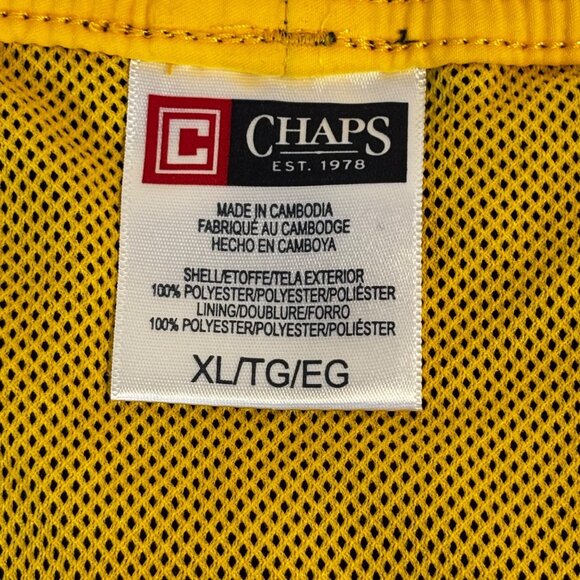 C CHAPS
EST. 1978
MADE IN CAMBODIA
FABRIQUÉ AU CAMBODGE
HECHO EN CAMBOYA
SHELL/ETOFFE/TELA EXTERIOR
100% POLYESTER/POLYESTER/POLIÉSTER
LINING/DOUBLURE/FORRO
100% POLYESTER/POLYESTER/POLIÉSTER
XL/TG/EG